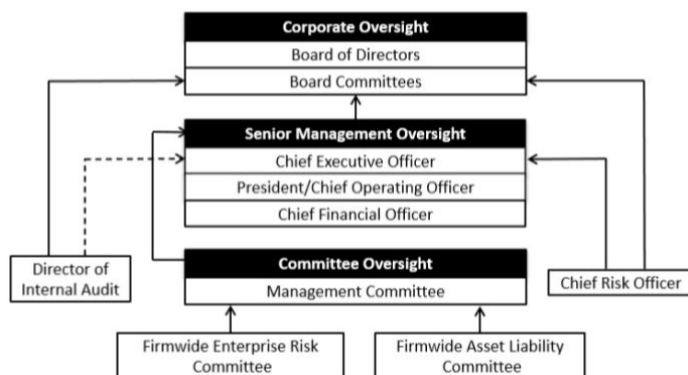 Corporate Oversight
Board of Directors
Board Committees
Senior Management Oversight
Chief Executive Officer
President/Chief Operating Officer
Chief Financial Officer
Director of
Internal Audit
Committee Oversight
Management Committee
Chief Risk Officer
Firmwide Enterprise Risk
Committee
Firmwide Asset Liability
Committee